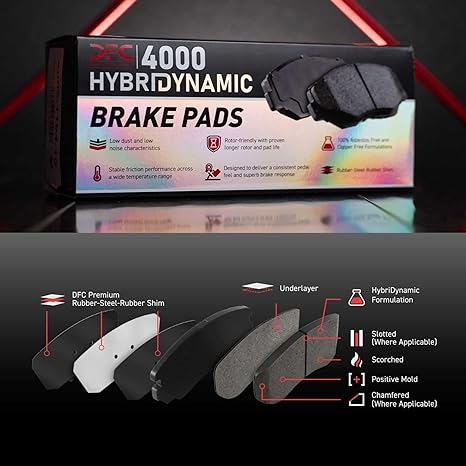 DFC 4000
HYBRIDYNAMIC
BRAKE PADS
Low dust and low
noise characteristics
Rotor-friendly with proven
longer rotor and pad life
100% Asbestos Free and
Copper Free Formulations
Stable friction performance across
a wide temperature range
Designed to deliver a consistent pedal
feel and superb brake response
Rubber-Steel-Rubber Shim
DFC Premium
Rubber-Steel-Rubber Shim
Underlayer
HybriDynamic
Formulation
Slotted
(Where Applicable)
Scorched
Positive Mold
Chamfered
(Where Applicable)